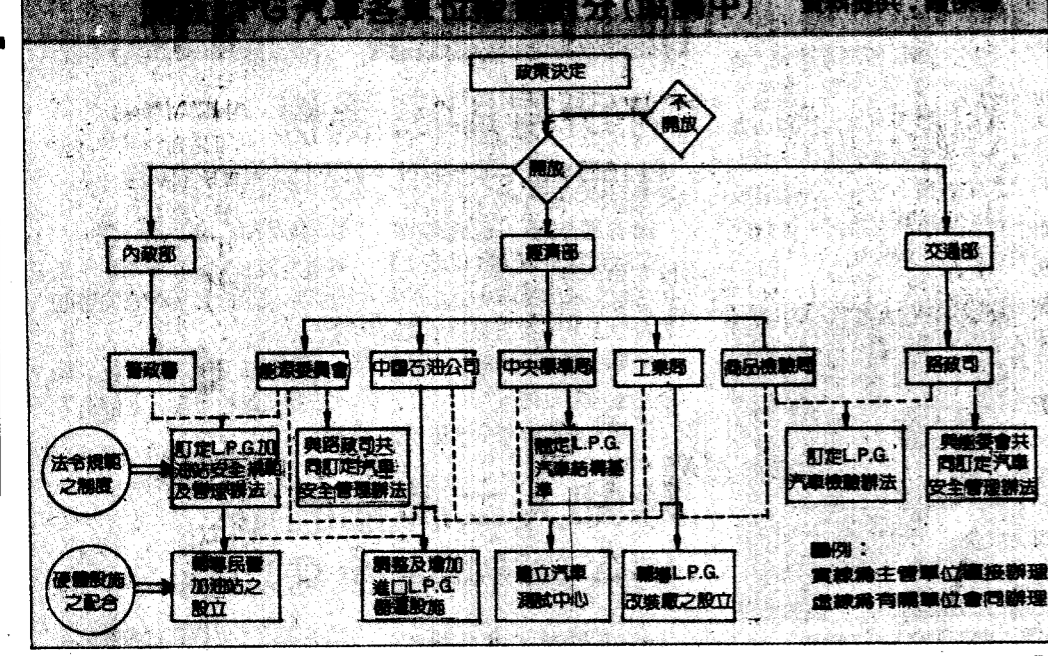 G汽車各單位
政策決定
不
開放
開放
內政部
經濟部
交通部
營政署
能源委員會
中國石油公司
中央標準局
工業局
商品檢驗局
路政司
法令規範
之制度
訂定L.P.G.加
油站安全規範
及管理辦法
與路政司共
同訂定汽車
安全管理辦法
制定L.P.G.
汽車結構基
準
訂定L.P.G.
汽車檢驗辦法
與能委會共
同訂定汽車
安全管理辦法
硬體設施
之配合
輔導民營
加油站之
設立
調整及增加
進口L.P.G.
儲運設施
建立汽車
測試中心
輔導L.P.G.
改裝廠之設立
圖例：
實線為主管單位直接辦理
虛線為有關單位會同辦理